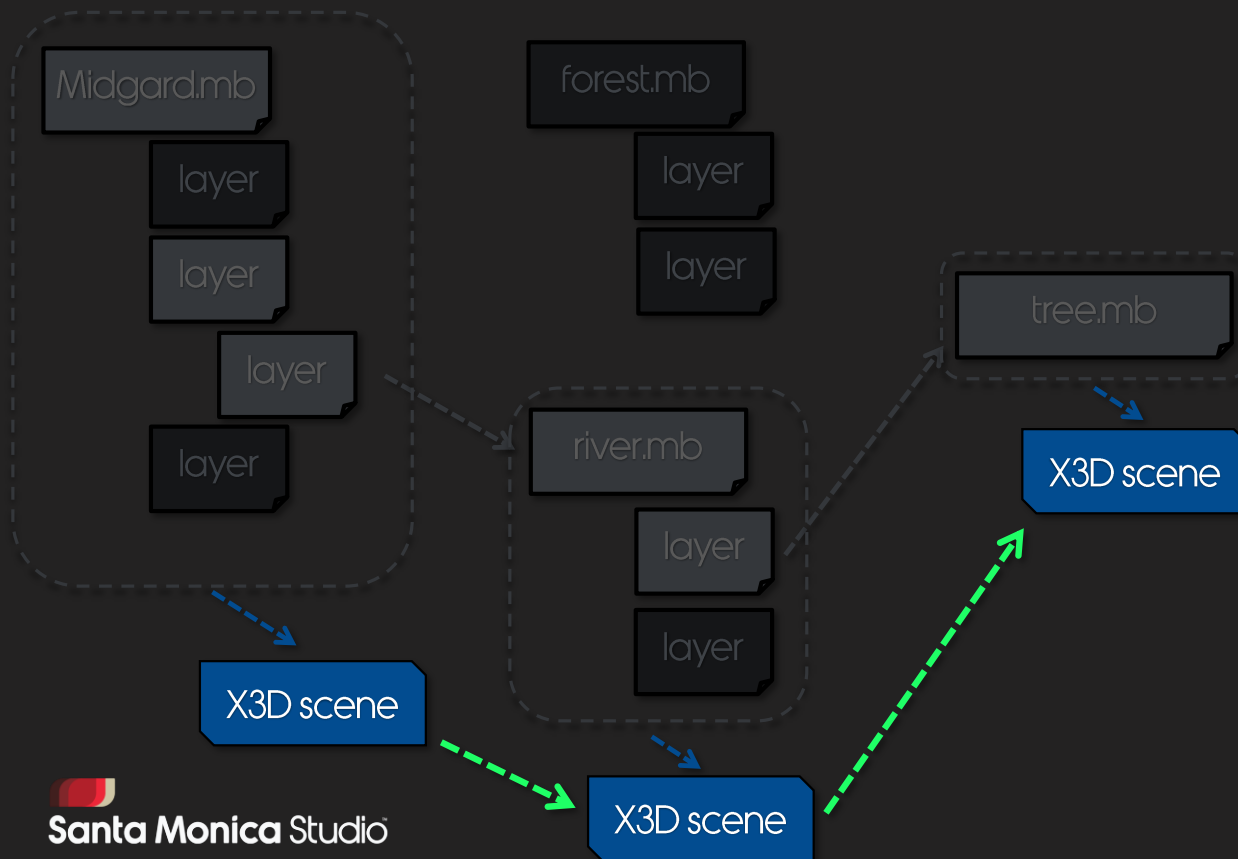 Midgard.mb
layer
layer
layer
layer
forest.mb
layer
layer
river.mb
layer
layer
tree.mb
X3D scene
X3D scene
X3D scene
Santa Monica Studio™